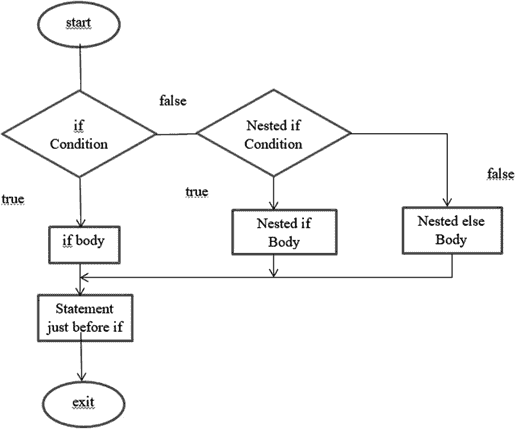 start
false
if
Condition
Nested if
Condition
true
true
false
if body
Nested if
Body
Nested else
Body
Statement
just before if
exit